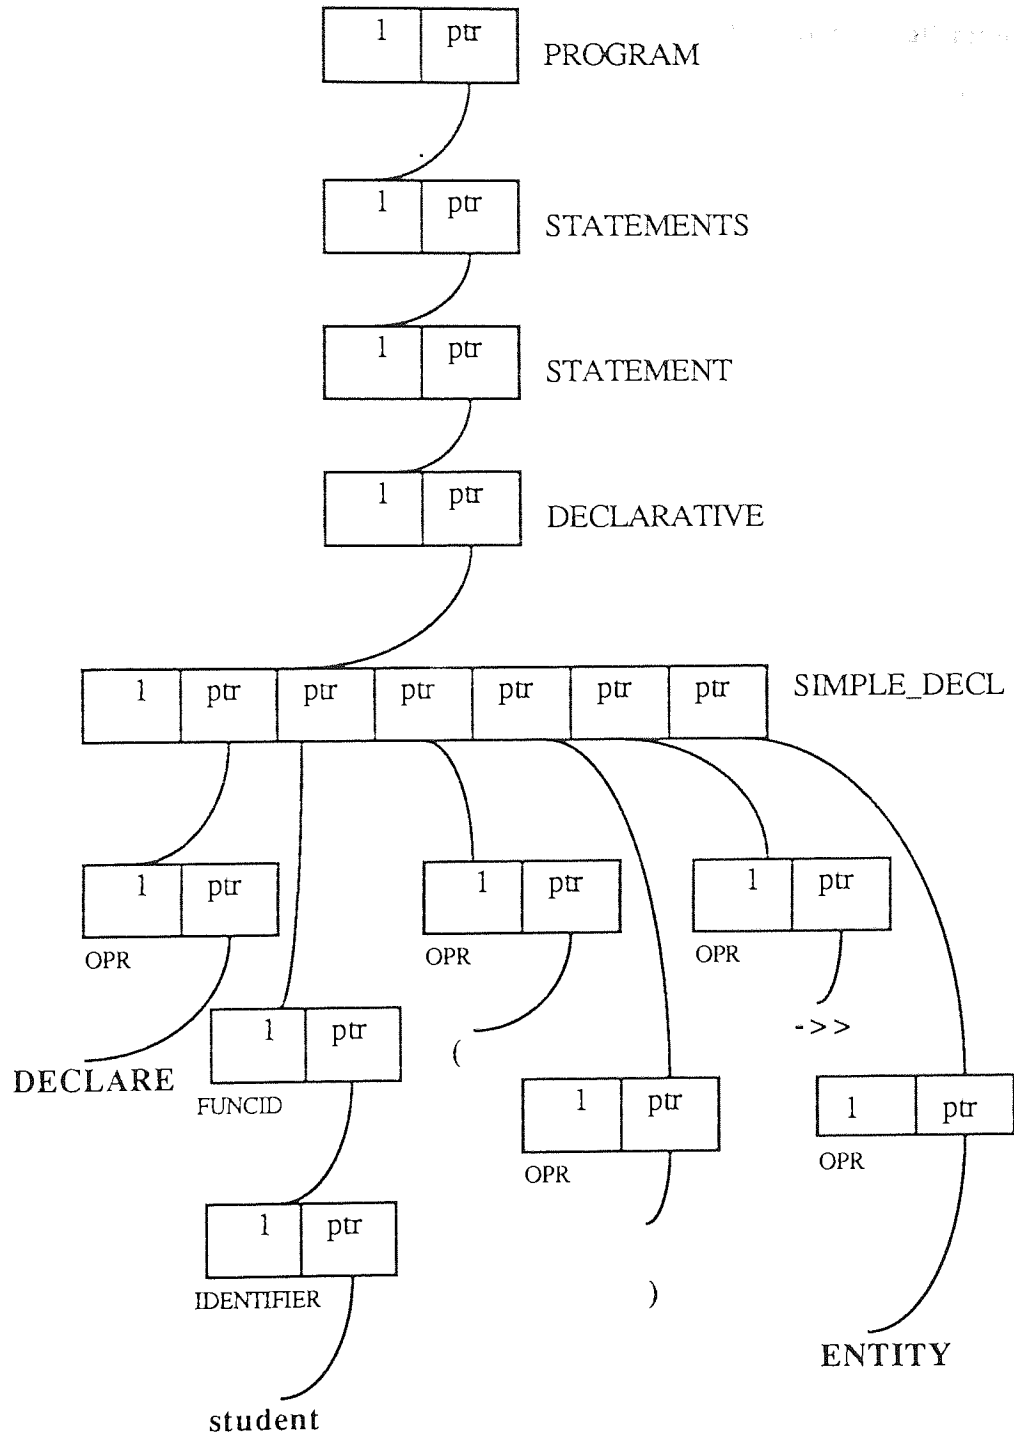 1 ptr PROGRAM
1 ptr STATEMENTS
1 ptr STATEMENT
1 ptr DECLARATIVE
1 ptr ptr ptr ptr ptr ptr SIMPLE_DECL
1 ptr
OPR
1 ptr
OPR
1 ptr
OPR
DECLARE
1 ptr
FUNCID
(
->>
1 ptr
OPR
1 ptr
OPR
1 ptr
IDENTIFIER
)
ENTITY
student